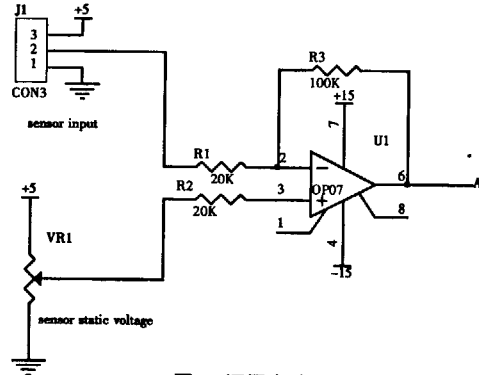 J1
+5
3
2
1
CON3
sensor input
R3
100K
+15
7
U1
R1
20K
2
OP07
6
A
R2
20K
3
1
8
4
-15
+5
VR1
sensor static voltage